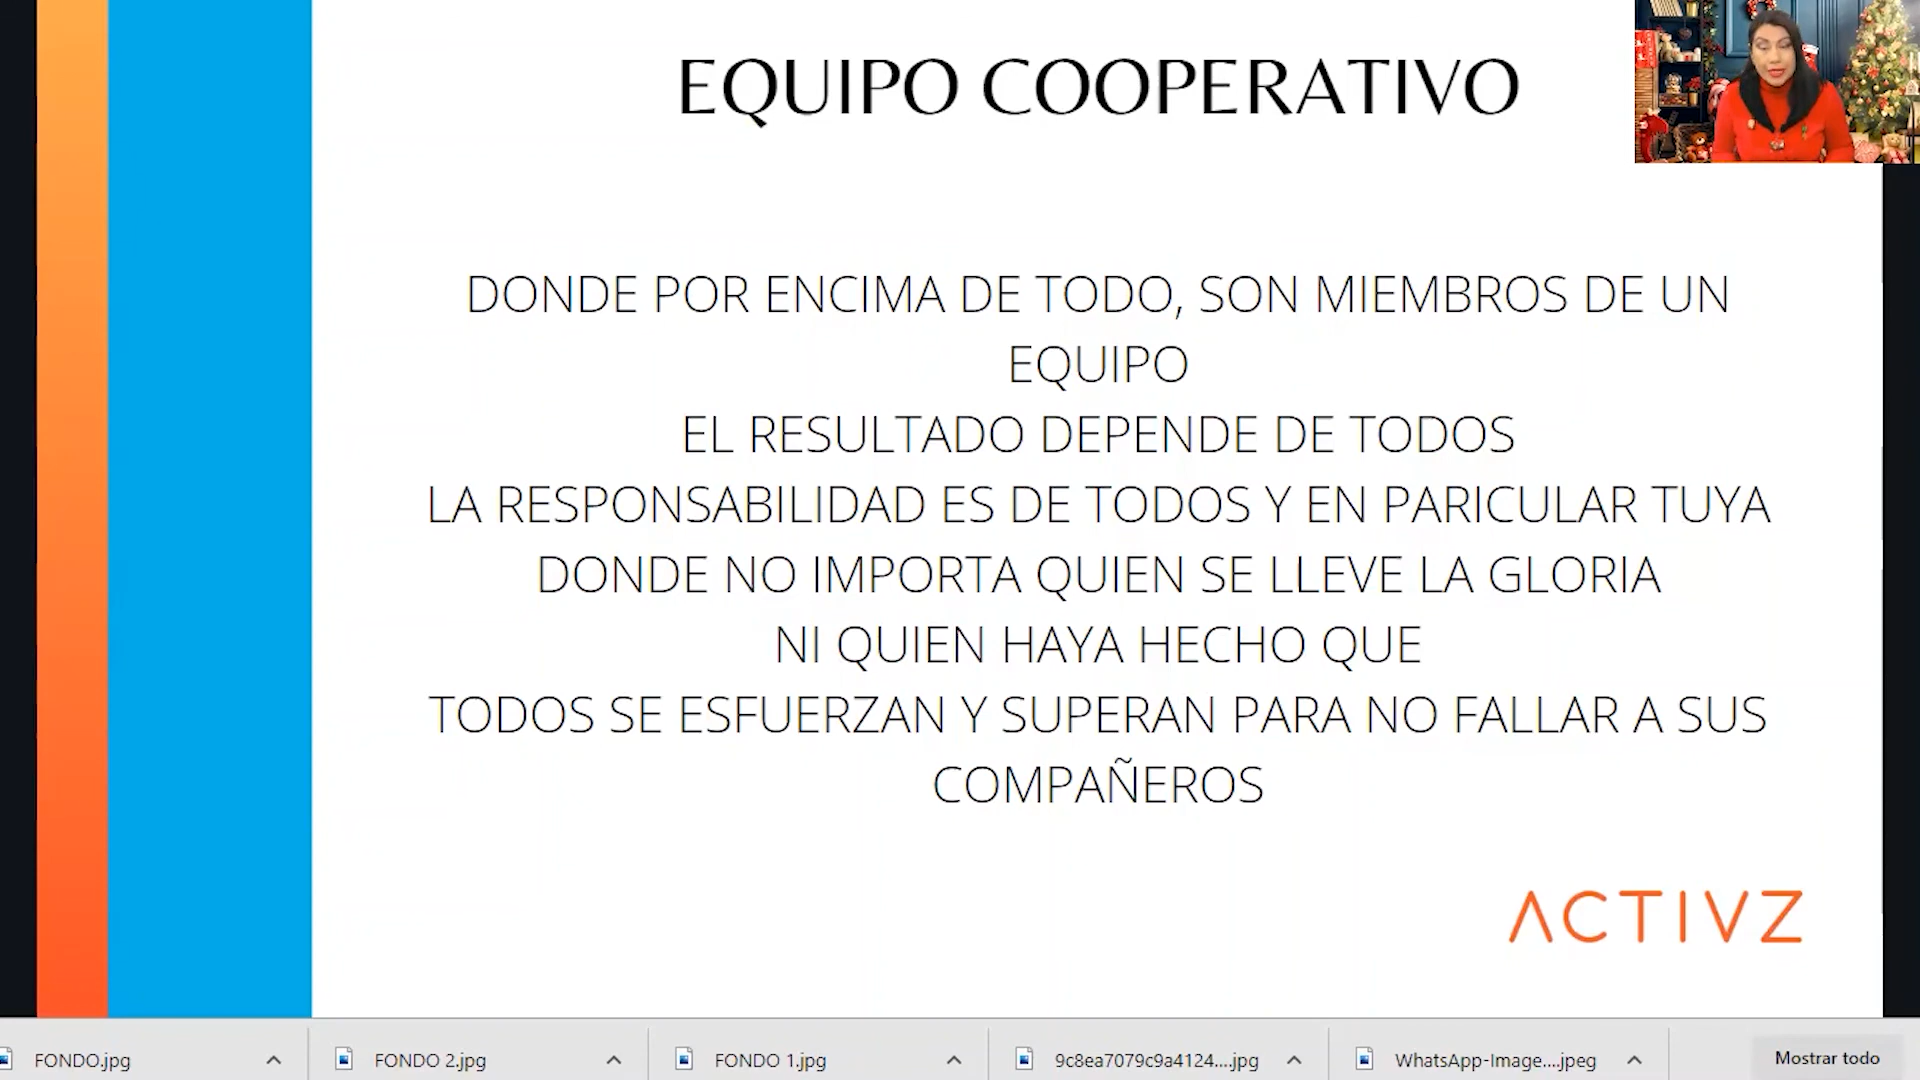 EQUIPO COOPERATIVO
DONDE POR ENCIMA DE TODO, SON MIEMBROS DE UN
EQUIPO
EL RESULTADO DEPENDE DE TODOS
LA RESPONSABILIDAD ES DE TODOS Y EN PARICULAR TUYA
DONDE NO IMPORTA QUIEN SE LLEVE LA GLORIA
NI QUIEN HAYA HECHO QUE
TODOS SE ESFUERZAN Y SUPERAN PARA NO FALLAR A SUS
COMPAÑEROS
ACTIVZ
FONDO.jpg FONDO 2.jpg FONDO 1.jpg 9c8ea7079c9a4124....jpg WhatsApp-Image....jpeg Mostrar todo